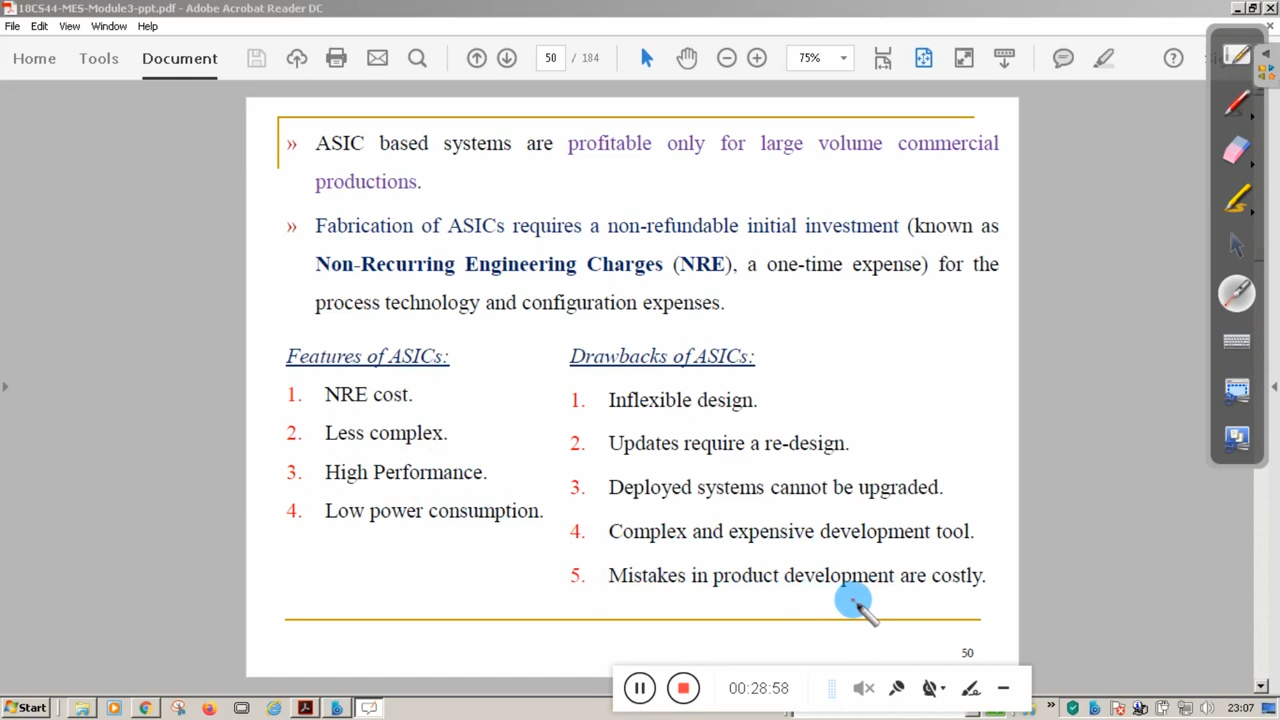 18CS44-MES-Module3-ppt.pdf - Adobe Acrobat Reader DC
File Edit View Window Help
Home Tools Document 50 / 184 75%
» ASIC based systems are profitable only for large volume commercial
productions.
» Fabrication of ASICs requires a non-refundable initial investment (known as
Non-Recurring Engineering Charges (NRE), a one-time expense) for the
process technology and configuration expenses.
Features of ASICs:
1. NRE cost.
2. Less complex.
3. High Performance.
4. Low power consumption.
Drawbacks of ASICs:
1. Inflexible design.
2. Updates require a re-design.
3. Deployed systems cannot be upgraded.
4. Complex and expensive development tool.
5. Mistakes in product development are costly.
50
00:28:58
Start 23:07